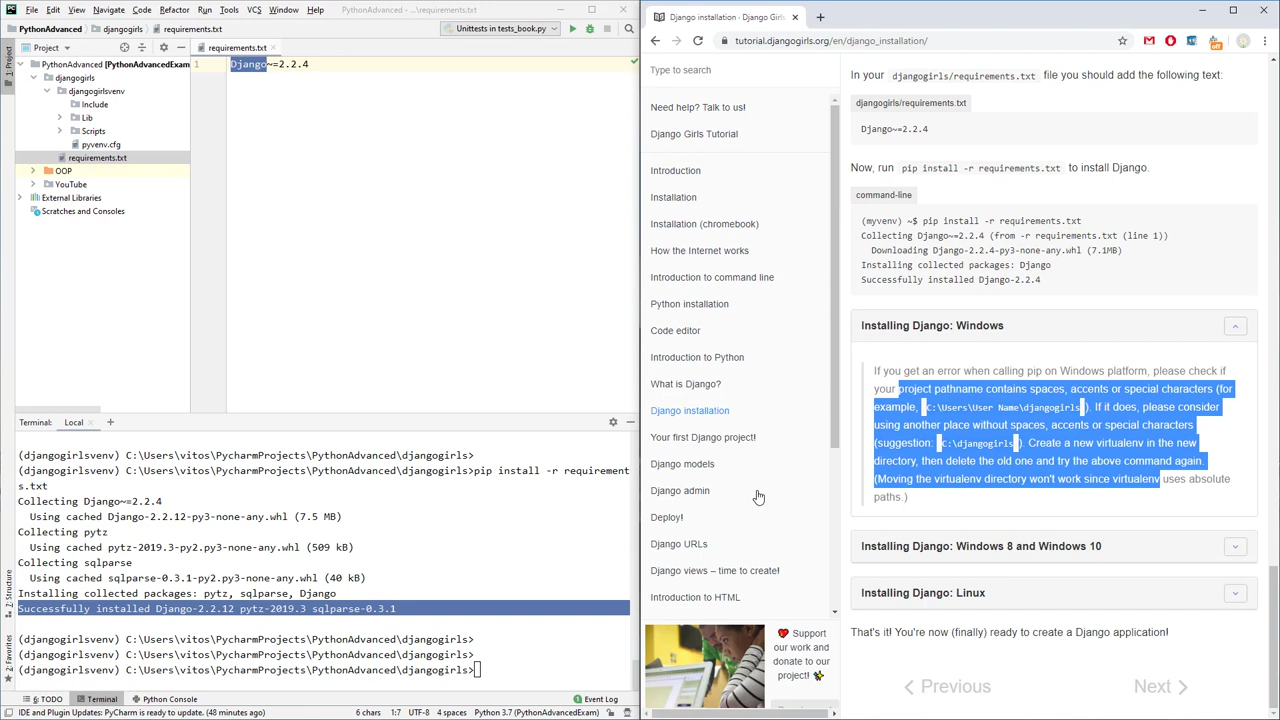 File Edit View Navigate Code Refactor Run Tools VCS Window Help PythonAdvanced - ...\requirements.txt
PythonAdvanced djangogirls requirements.txt Unittests in tests_book.py
1: Project
Project
requirements.txt
PythonAdvanced [PythonAdvancedExam
djangogirls
djangogirlsvenv
Include
Lib
Scripts
pyvenv.cfg
requirements.txt
OOP
YouTube
External Libraries
Scratches and Consoles
1 Django~=2.2.4
Terminal: Local +
(djangogirlsvenv) C:\Users\vitos\PycharmProjects\PythonAdvanced\djangogirls>
(djangogirlsvenv) C:\Users\vitos\PycharmProjects\PythonAdvanced\djangogirls>pip install -r requiremen
ts.txt
Collecting Django~=2.2.4
Using cached Django-2.2.12-py3-none-any.whl (7.5 MB)
Collecting pytz
Using cached pytz-2019.3-py2.py3-none-any.whl (509 kB)
Collecting sqlparse
Using cached sqlparse-0.3.1-py2.py3-none-any.whl (40 kB)
Installing collected packages: pytz, sqlparse, Django
Successfully installed Django-2.2.12 pytz-2019.3 sqlparse-0.3.1
(djangogirlsvenv) C:\Users\vitos\PycharmProjects\PythonAdvanced\djangogirls>
(djangogirlsvenv) C:\Users\vitos\PycharmProjects\PythonAdvanced\djangogirls>
(djangogirlsvenv) C:\Users\vitos\PycharmProjects\PythonAdvanced\djangogirls>
7: Structure
2: Favorites
6: TODO Terminal Python Console Event Log
IDE and Plugin Updates: PyCharm is ready to update. (48 minutes ago) 6 chars 1:7 UTF-8 4 spaces Python 3.7 (PythonAdvancedExam)
Django installation · Django Girls
tutorial.djangogirls.org/en/django_installation/
Type to search
Need help? Talk to us!
Django Girls Tutorial
Introduction
Installation
Installation (chromebook)
How the Internet works
Introduction to command line
Python installation
Code editor
Introduction to Python
What is Django?
Django installation
Your first Django project!
Django models
Django admin
Deploy!
Django URLs
Django views – time to create!
Introduction to HTML
Support
our work and
donate to our
project!
In your djangogirls/requirements.txt file you should add the following text:
djangogirls/requirements.txt
Django~=2.2.4
Now, run pip install -r requirements.txt to install Django.
command-line
(myvenv) ~$ pip install -r requirements.txt
Collecting Django~=2.2.4 (from -r requirements.txt (line 1))
Downloading Django-2.2.4-py3-none-any.whl (7.1MB)
Installing collected packages: Django
Successfully installed Django-2.2.4
Installing Django: Windows
If you get an error when calling pip on Windows platform, please check if
your project pathname contains spaces, accents or special characters (for
example, C:\Users\User Name\djangogirls ). If it does, please consider
using another place without spaces, accents or special characters
(suggestion: C:\djangogirls ). Create a new virtualenv in the new
directory, then delete the old one and try the above command again.
(Moving the virtualenv directory won't work since virtualenv uses absolute
paths.)
Installing Django: Windows 8 and Windows 10
Installing Django: Linux
That's it! You're now (finally) ready to create a Django application!
Previous Next